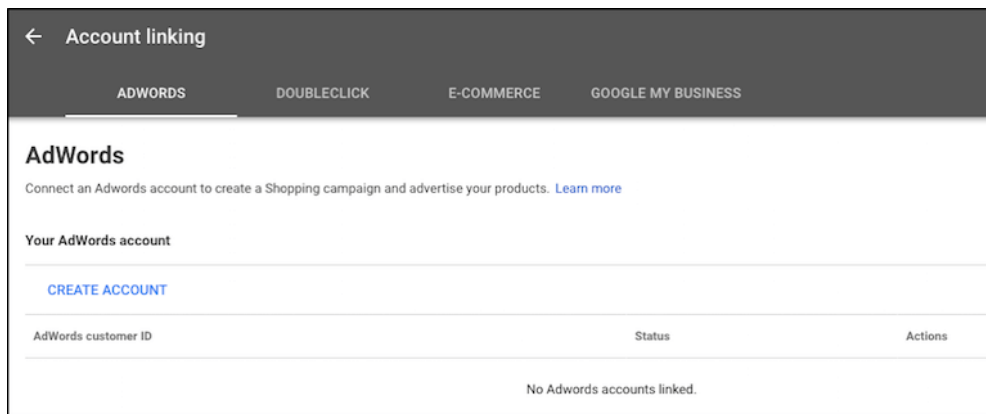 Account linking
ADWORDS DOUBLECLICK E-COMMERCE GOOGLE MY BUSINESS
AdWords
Connect an Adwords account to create a Shopping campaign and advertise your products. Learn more
Your AdWords account
CREATE ACCOUNT
AdWords customer ID Status Actions
No Adwords accounts linked.